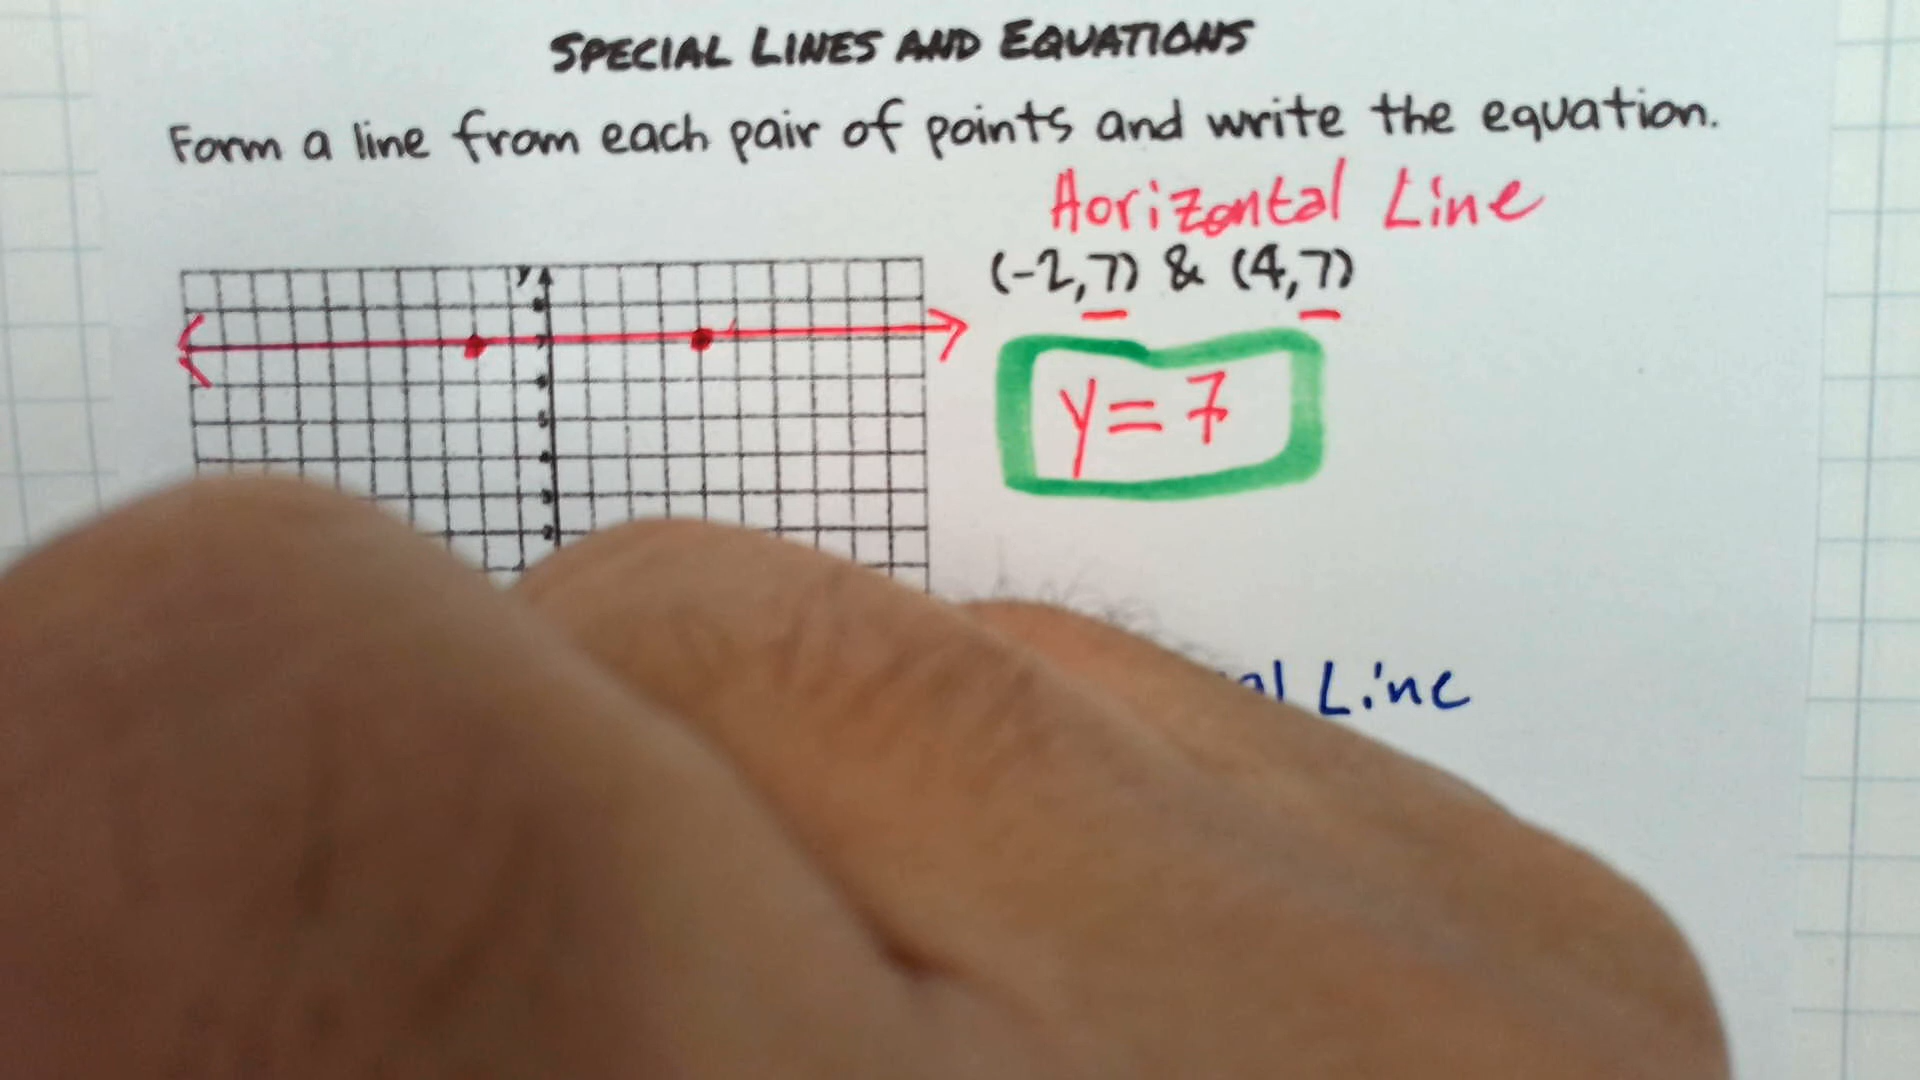 SPECIAL LINES AND EQUATIONS
Form a line from each pair of points and write the equation.
Horizontal Line
(-2,7) & (4,7)
y
y = 7
Line